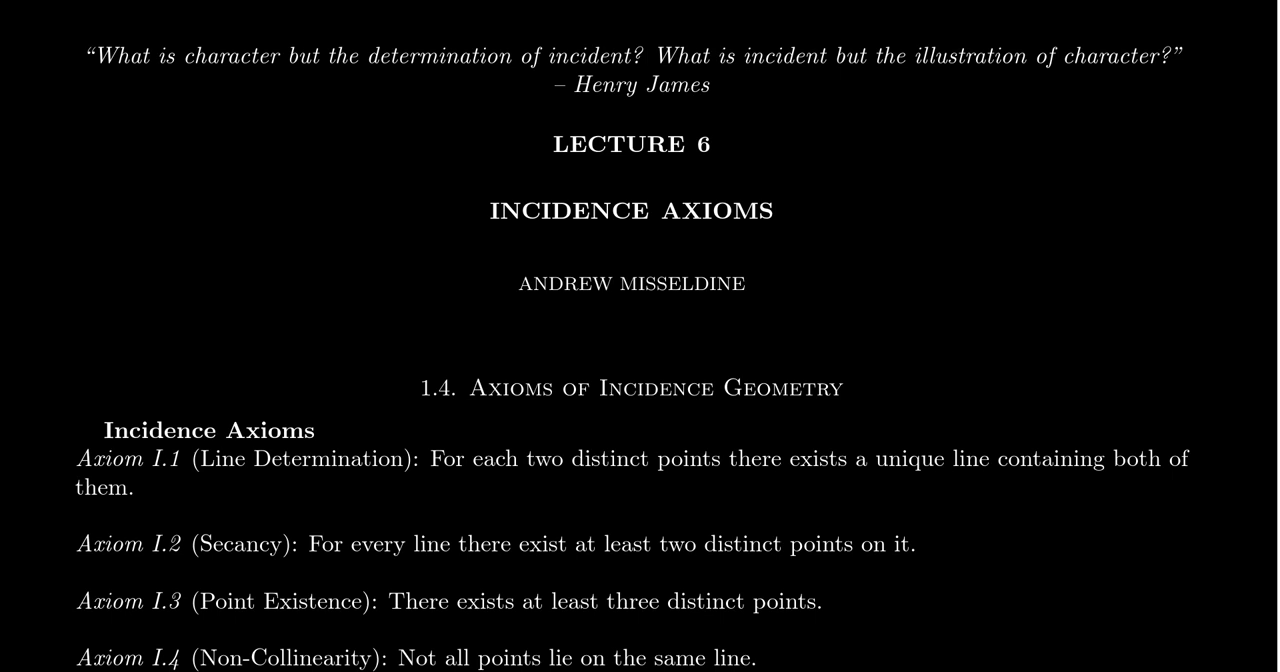 “What is character but the determination of incident? What is incident but the illustration of character?”
– Henry James
LECTURE 6
INCIDENCE AXIOMS
ANDREW MISSELDINE
1.4. Axioms of Incidence Geometry
Incidence Axioms
Axiom I.1 (Line Determination): For each two distinct points there exists a unique line containing both of
them.
Axiom I.2 (Secancy): For every line there exist at least two distinct points on it.
Axiom I.3 (Point Existence): There exists at least three distinct points.
Axiom I.4 (Non-Collinearity): Not all points lie on the same line.